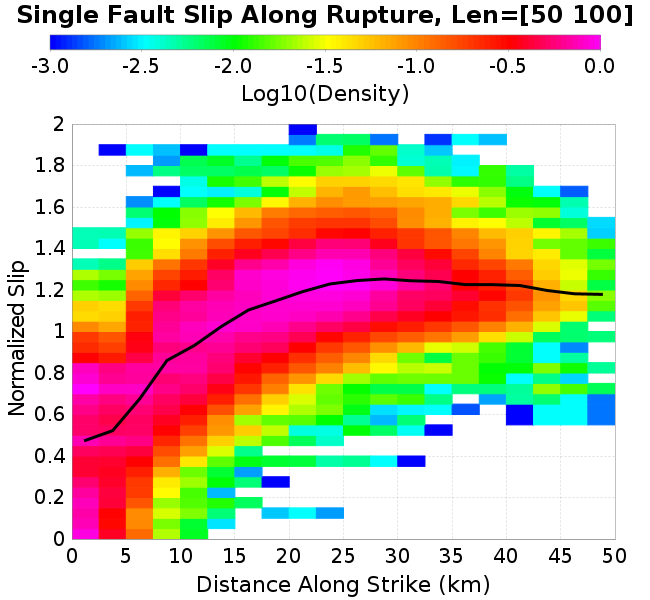 Single Fault Slip Along Rupture, Len=[50 100]
-3.0 -2.5 -2.0 -1.5 -1.0 -0.5 0.0
Log10(Density)
2
1.8
1.6
1.4
1.2
1
0.8
0.6
0.4
0.2
0
Normalized Slip
0 5 10 15 20 25 30 35 40 45 50
Distance Along Strike (km)